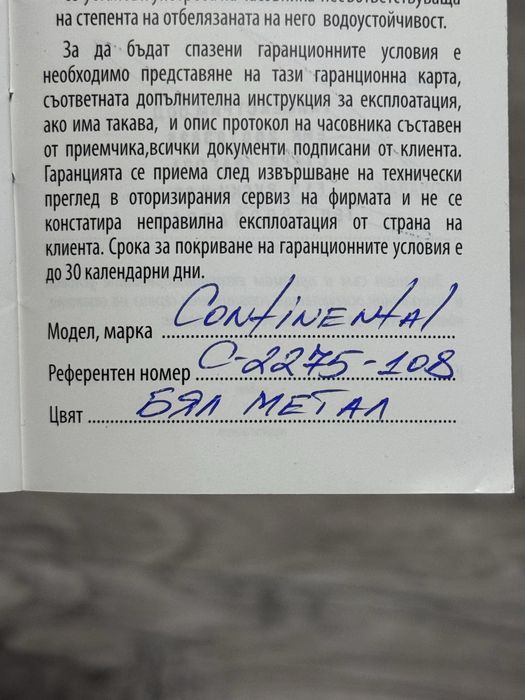 на степента на отбелязаната на него водоустойчивост.
За да бъдат спазени гаранционните условия е
необходимо представяне на тази гаранционна карта,
съответната допълнителна инструкция за експлоатация,
ако има такава, и опис протокол на часовника съставен
от приемчика,всички документи подписани от клиента.
Гаранцията се приема след извършване на технически
преглед в оторизирания сервиз на фирмата и не се
констатира неправилна експлоатация от страна на
клиента. Срока за покриване на гаранционните условия е
до 30 календарни дни.
Модел, марка Continental
Референтен номер C-2275-108
Цвят БЯЛ МЕТАЛ